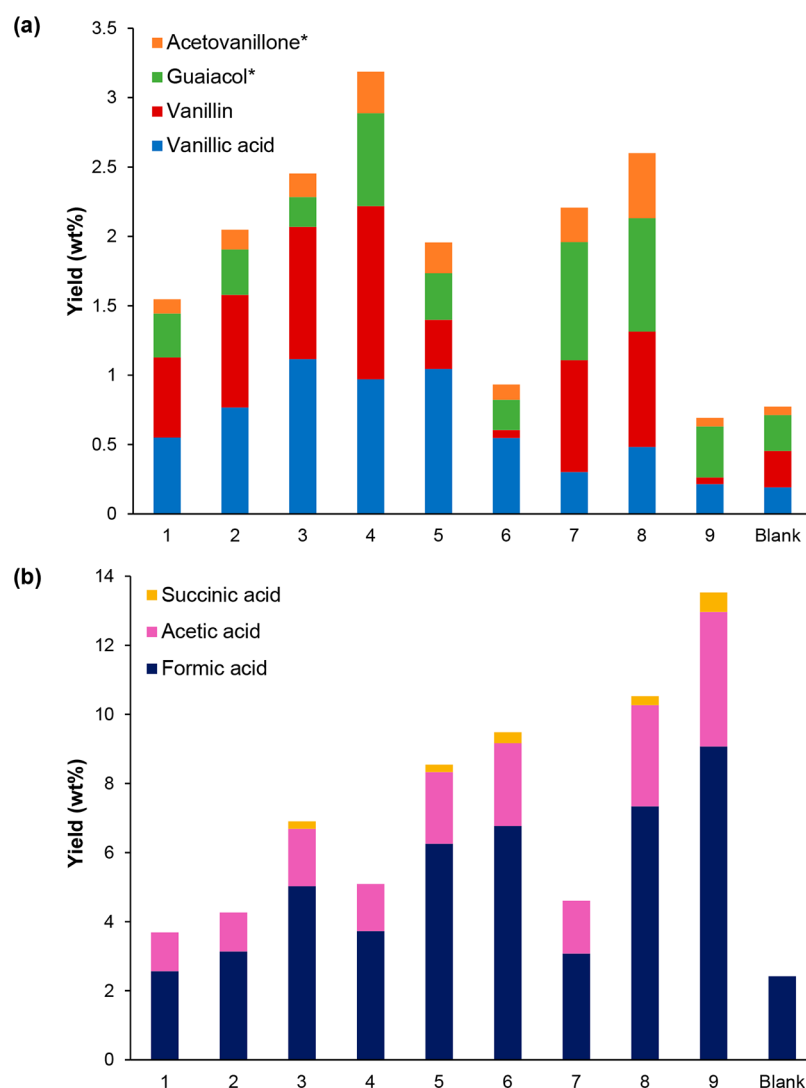 (a)
Acetovanillone*
Guaiacol*
Vanillin
Vanillic acid
Yield (wt%)
3.5
3
2.5
2
1.5
1
0.5
0
1 2 3 4 5 6 7 8 9 Blank
(b)
Succinic acid
Acetic acid
Formic acid
Yield (wt%)
14
12
10
8
6
4
2
0
1 2 3 4 5 6 7 8 9 Blank